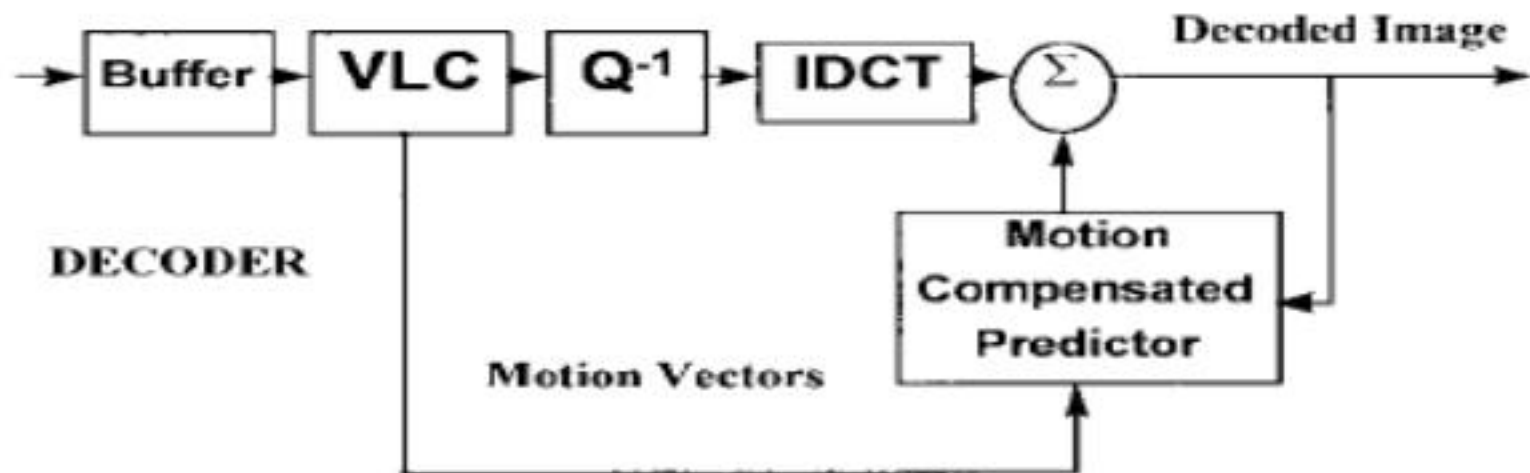 Decoded Image
Buffer
VLC
Q-1
IDCT
Σ
DECODER
Motion
Compensated
Predictor
Motion Vectors